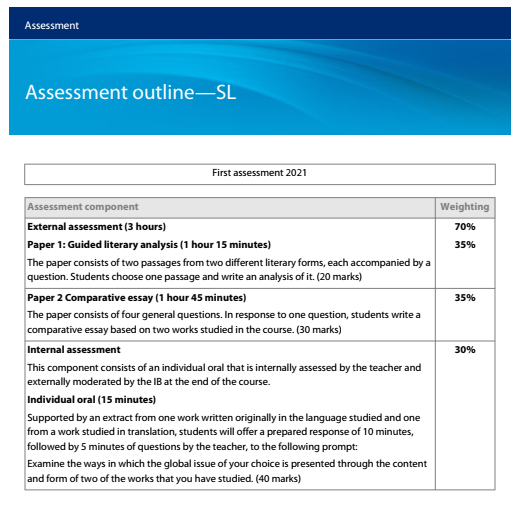 Assessment
Assessment outline—SL
First assessment 2021
Assessment component Weighting
External assessment (3 hours) 70%
Paper 1: Guided literary analysis (1 hour 15 minutes) 35%
The paper consists of two passages from two different literary forms, each accompanied by a
question. Students choose one passage and write an analysis of it. (20 marks)
Paper 2 Comparative essay (1 hour 45 minutes) 35%
The paper consists of four general questions. In response to one question, students write a
comparative essay based on two works studied in the course. (30 marks)
Internal assessment 30%
This component consists of an individual oral that is internally assessed by the teacher and
externally moderated by the IB at the end of the course.
Individual oral (15 minutes)
Supported by an extract from one work written originally in the language studied and one
from a work studied in translation, students will offer a prepared response of 10 minutes,
followed by 5 minutes of questions by the teacher, to the following prompt:
Examine the ways in which the global issue of your choice is presented through the content
and form of two of the works that you have studied. (40 marks)